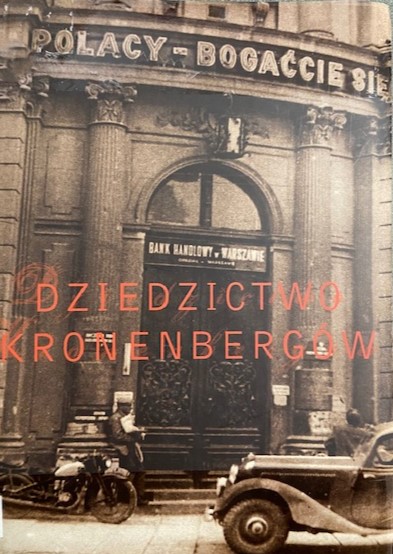 POLACY - BOGAĆCIE SIĘ
BANK HANDLOWY W WARSZAWIE
DZIEDZICTWO
KRONENBERGÓW